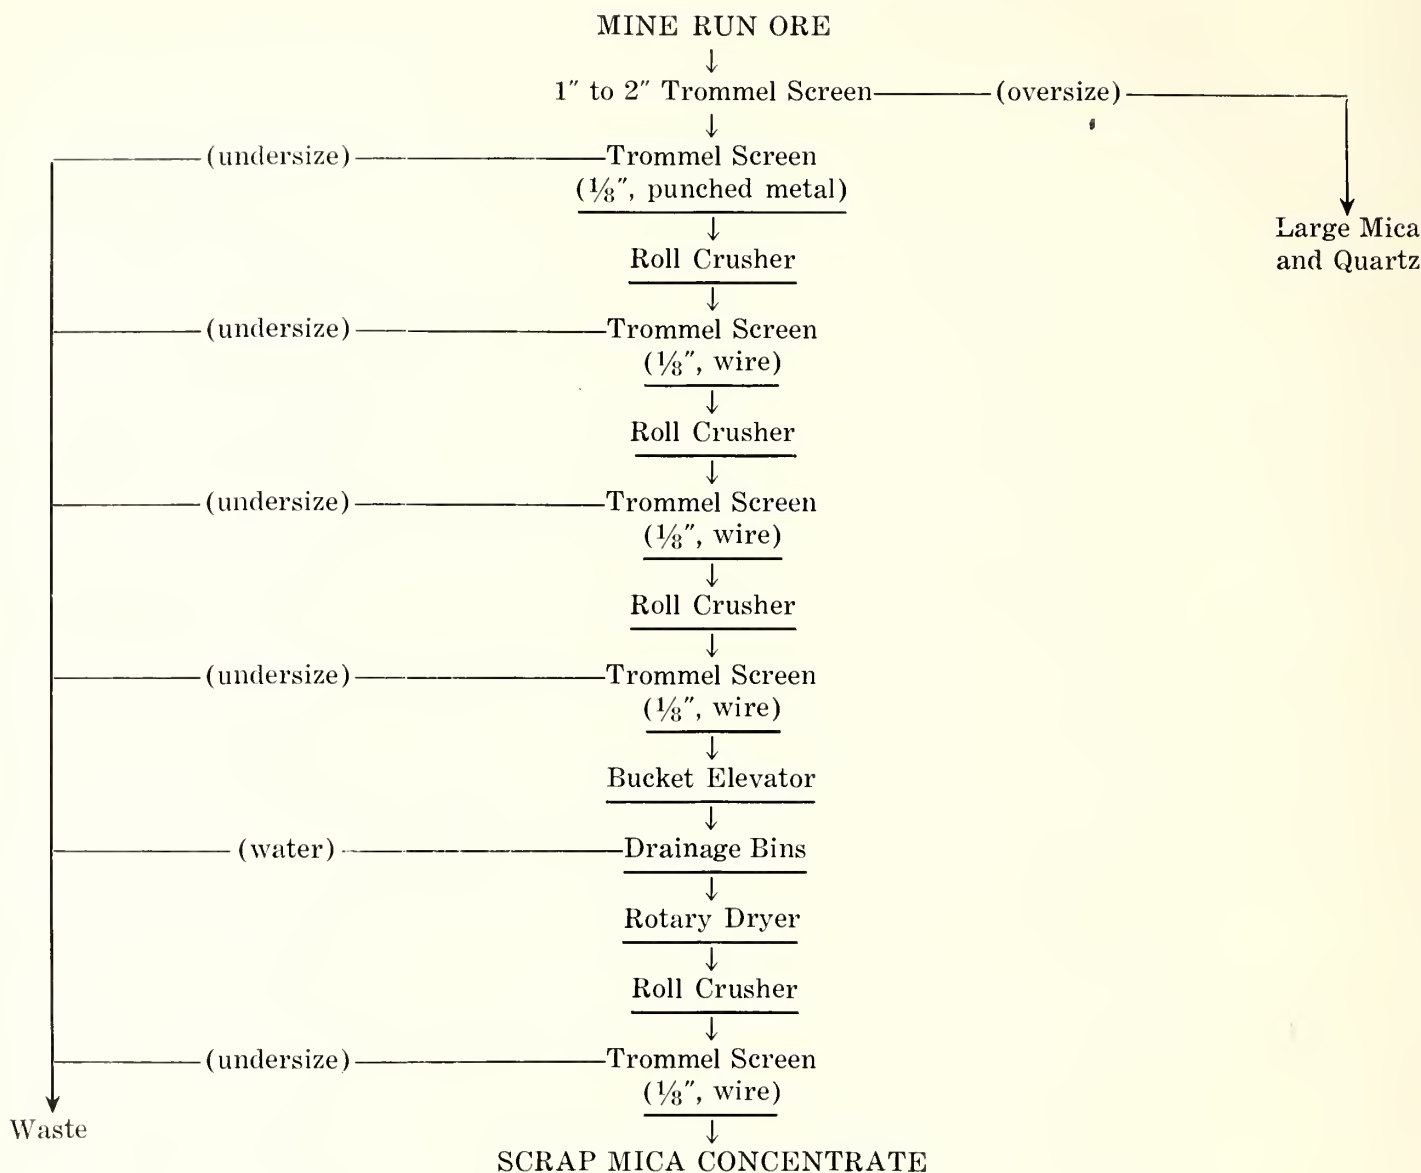 MINE RUN ORE
1" to 2" Trommel Screen (oversize)
(undersize) Trommel Screen
(⅛", punched metal)
Large Mica
and Quartz
Roll Crusher
(undersize) Trommel Screen
(⅛", wire)
Roll Crusher
(undersize) Trommel Screen
(⅛", wire)
Roll Crusher
(undersize) Trommel Screen
(⅛", wire)
Bucket Elevator
(water) Drainage Bins
Rotary Dryer
Roll Crusher
(undersize) Trommel Screen
(⅛", wire)
Waste
SCRAP MICA CONCENTRATE